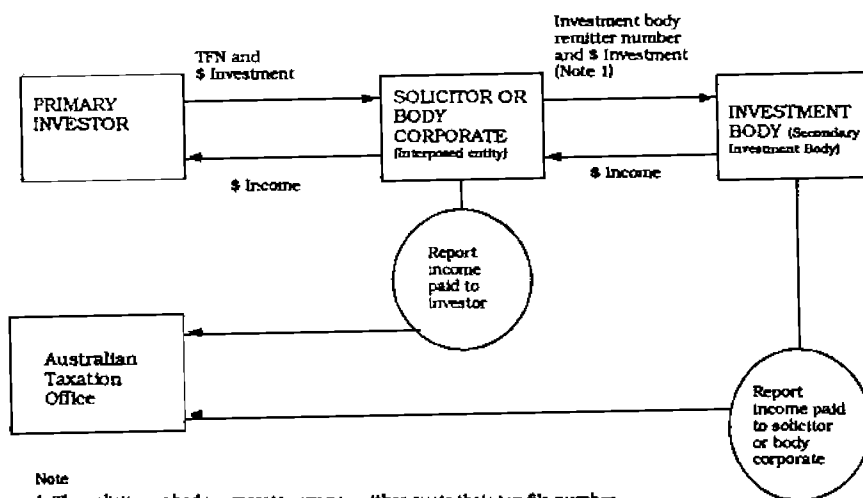 TFN and
$ Investment
Investment body
remitter number
and $ Investment
(Note 1)
PRIMARY
INVESTOR
SOLICITOR OR
BODY
CORPORATE
(Interposed entity)
INVESTMENT
BODY (Secondary
Investment Body)
$ Income
$ Income
Report
income
paid to
investor
Australian
Taxation
Office
Report
income paid
to solicitor
or body
corporate
Note